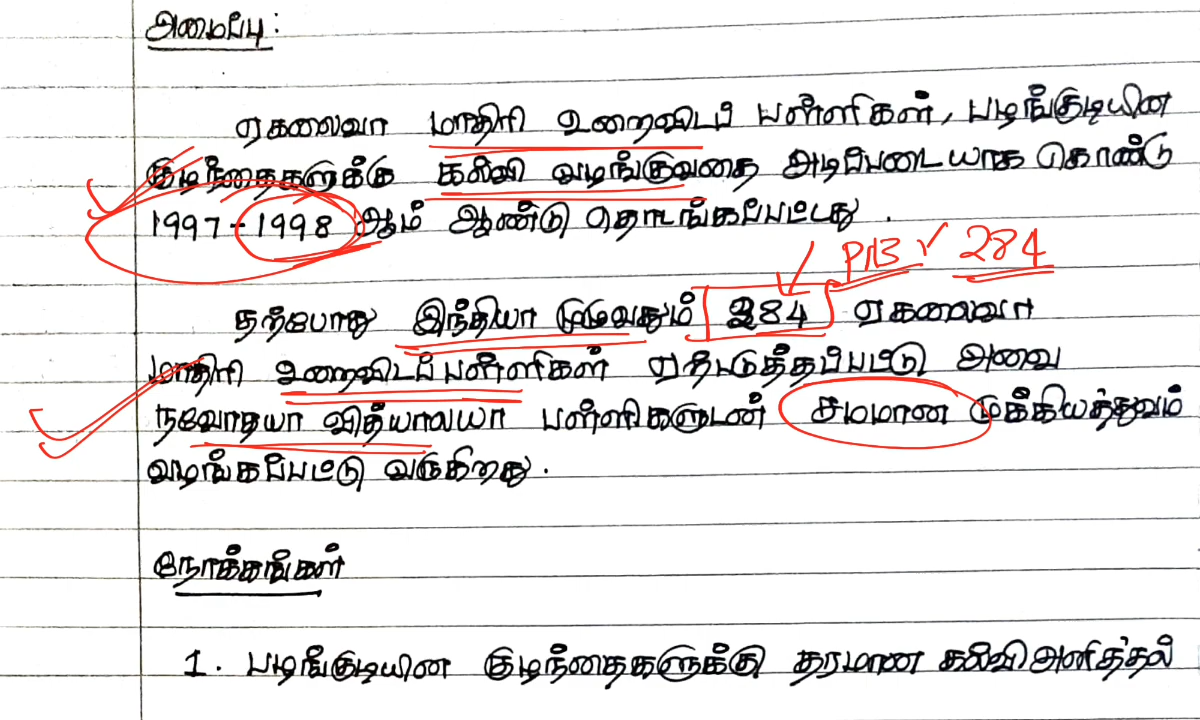 அமைப்பு:
ஏகலைவா மாதிரி உறைவிடப் பள்ளிகள், பழங்குடியின
குழந்தைகளுக்கு கல்வி வழங்குவதை அடிப்படையாக கொண்டு
1997-1998 ஆம் ஆண்டு தொடங்கப்பட்டது.
PIB 284
தற்போது இந்தியா முழுவதும் 284 ஏகலைவா
மாதிரி உறைவிடப்பள்ளிகள் ஏற்படுத்தப்பட்டு அவை
நவோதயா வித்யாலயா பள்ளிகளுடன் சமமான முக்கியத்துவம்
வழங்கப்பட்டு வருகிறது.
நோக்கங்கள்
1. பழங்குடியின குழந்தைகளுக்கு தரமான கல்வி அளித்தல்